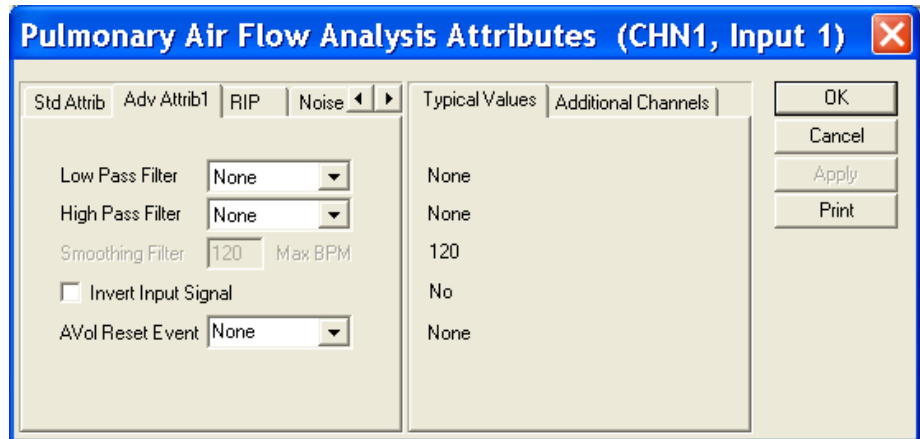 Pulmonary Air Flow Analysis Attributes (CHN1, Input 1)
Std Attrib Adv Attrib1 RIP Noise Typical Values Additional Channels OK
Cancel
Low Pass Filter None None Apply
High Pass Filter None None Print
Smoothing Filter 120 Max BPM 120
Invert Input Signal No
AVol Reset Event None None